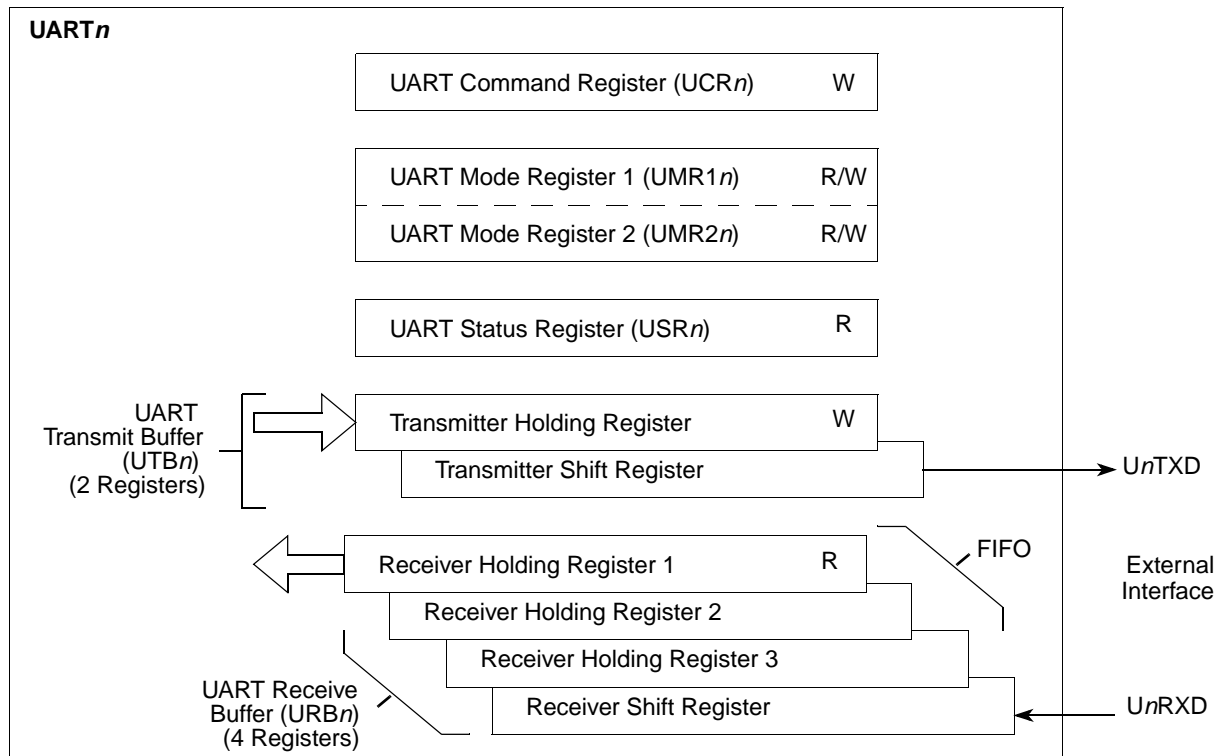 UARTn
UART Command Register (UCRn) W
UART Mode Register 1 (UMR1n) R/W
UART Mode Register 2 (UMR2n) R/W
UART Status Register (USRn) R
UART
Transmit Buffer
(UTBn)
(2 Registers)
Transmitter Holding Register W
Transmitter Shift Register
UnTXD
Receiver Holding Register 1 R
FIFO
External
Interface
Receiver Holding Register 2
Receiver Holding Register 3
UART Receive
Buffer (URBn)
(4 Registers)
Receiver Shift Register
UnRXD